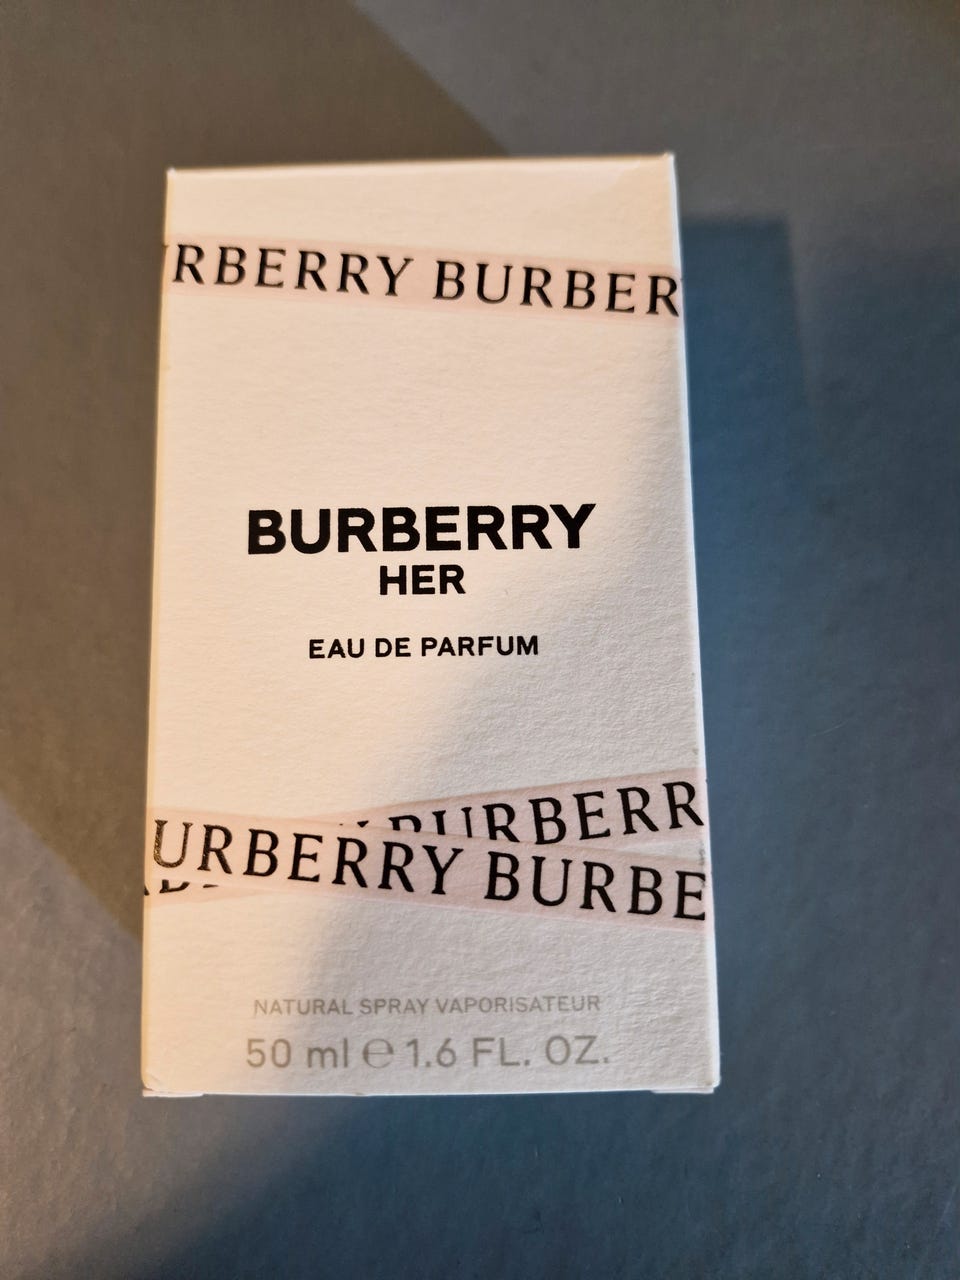 RBERRY BURBER
BURBERRY
HER
EAU DE PARFUM
BURBERR
URBERRY BURBE
NATURAL SPRAY VAPORISATEUR
50 ml ℮ 1.6 FL. OZ.